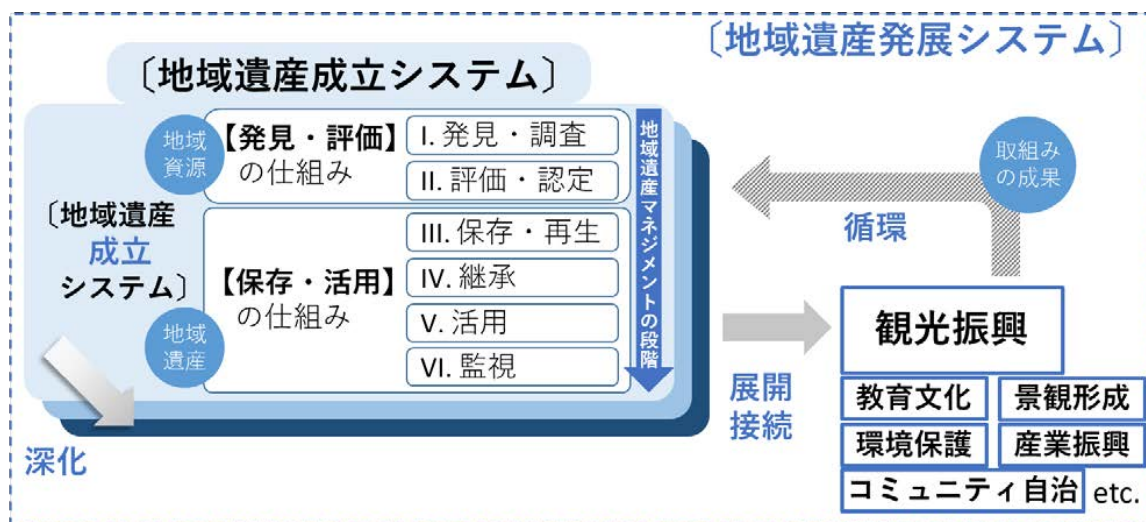 〔地域遺産発展システム〕
〔地域遺産成立システム〕
地域
資源
【発見・評価】
の仕組み
I. 発見・調査
II. 評価・認定
〔地域遺産
成立
システム〕
【保存・活用】
の仕組み
III. 保存・再生
IV. 継承
V. 活用
VI. 監視
地域
遺産
地域遺産マネジメントの段階
深化
展開
接続
取組み
の成果
循環
観光振興
教育文化
景観形成
環境保護
産業振興
コミュニティ自治 etc.